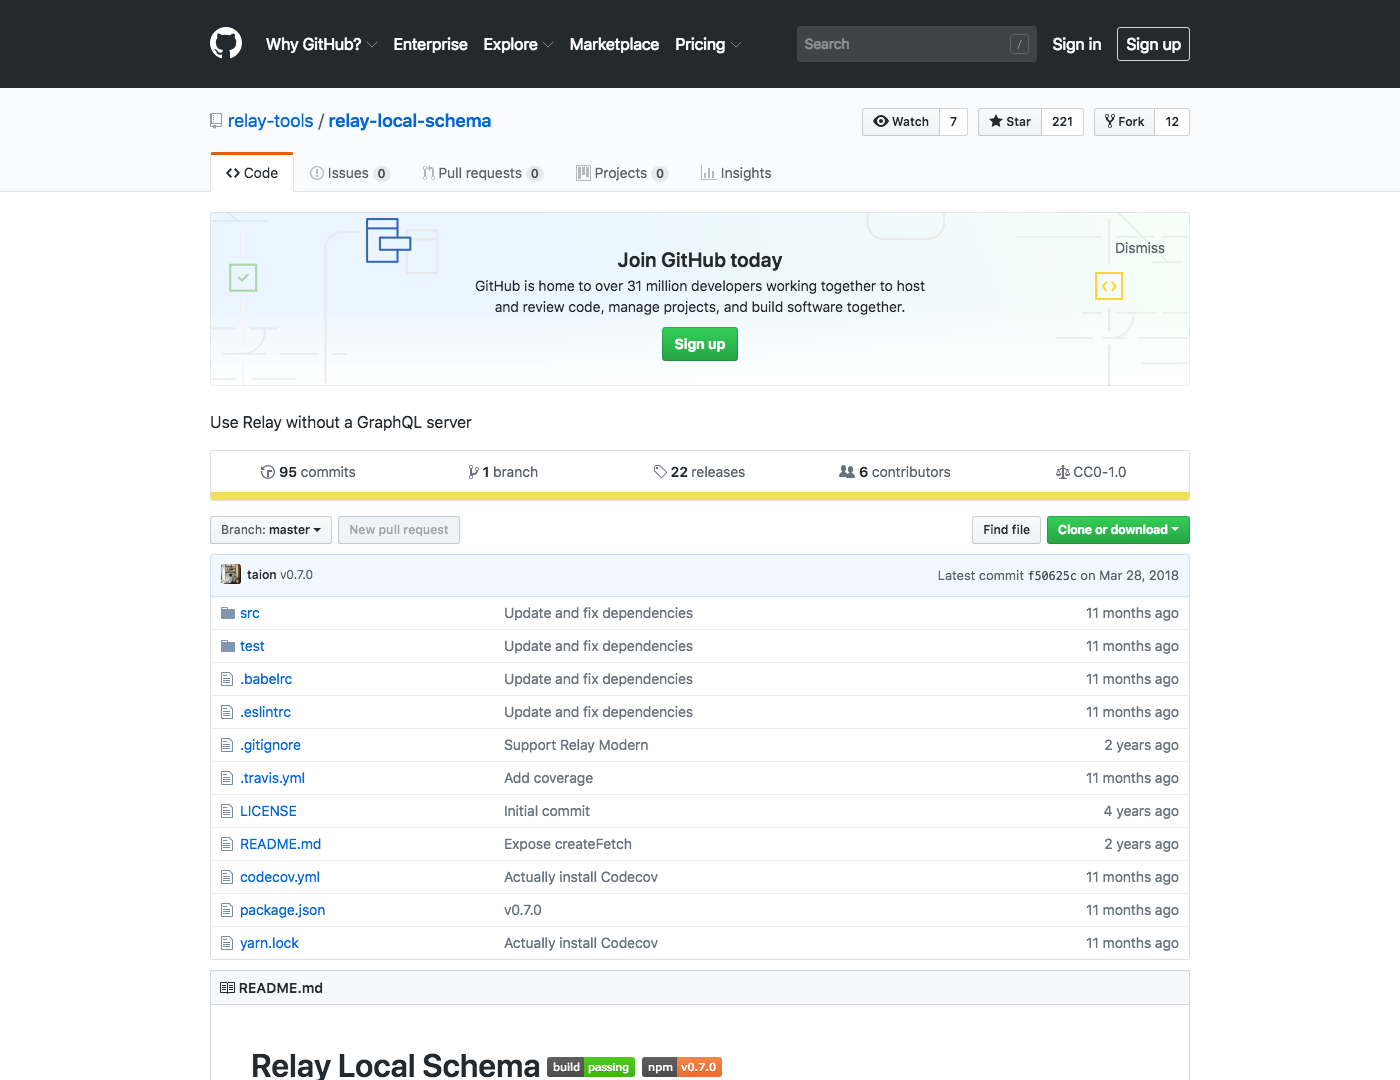 Why GitHub? Enterprise Explore Marketplace Pricing Search / Sign in Sign up
relay-tools / relay-local-schema Watch 7 Star 221 Fork 12
Code Issues 0 Pull requests 0 Projects 0 Insights
Dismiss
Join GitHub today
GitHub is home to over 31 million developers working together to host
and review code, manage projects, and build software together.
Sign up
Use Relay without a GraphQL server
95 commits 1 branch 22 releases 6 contributors CC0-1.0
Branch: master New pull request Find file Clone or download
taion v0.7.0 Latest commit f50625c on Mar 28, 2018
src Update and fix dependencies 11 months ago
test Update and fix dependencies 11 months ago
.babelrc Update and fix dependencies 11 months ago
.eslintrc Update and fix dependencies 11 months ago
.gitignore Support Relay Modern 2 years ago
.travis.yml Add coverage 11 months ago
LICENSE Initial commit 4 years ago
README.md Expose createFetch 2 years ago
codecov.yml Actually install Codecov 11 months ago
package.json v0.7.0 11 months ago
yarn.lock Actually install Codecov 11 months ago
README.md
Relay Local Schema build passing npm v0.7.0